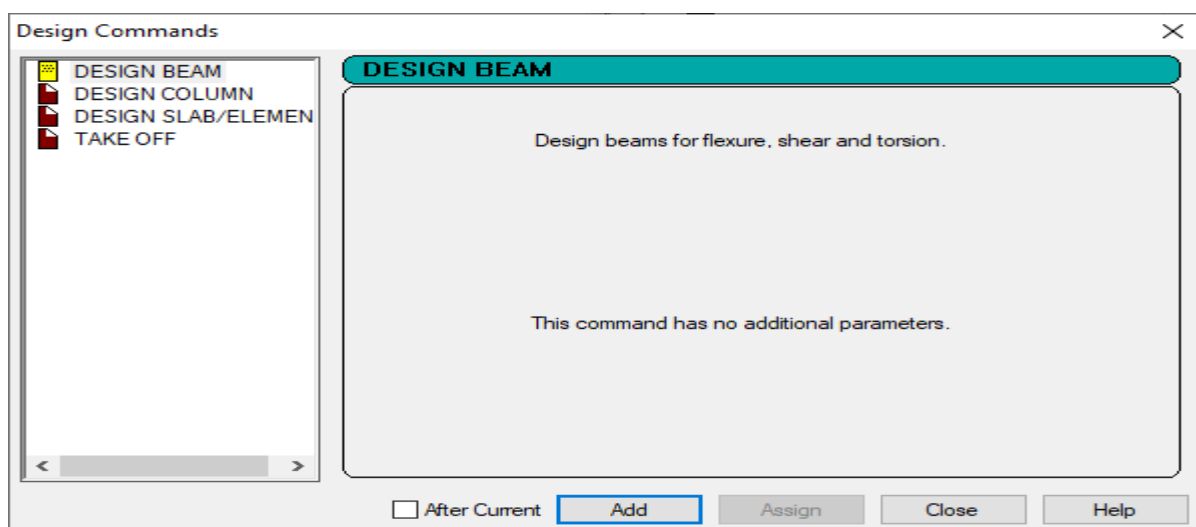 Design Commands
DESIGN BEAM
DESIGN COLUMN
DESIGN SLAB/ELEMEN
TAKE OFF
DESIGN BEAM
Design beams for flexure, shear and torsion.
This command has no additional parameters.
After Current
Add
Assign
Close
Help